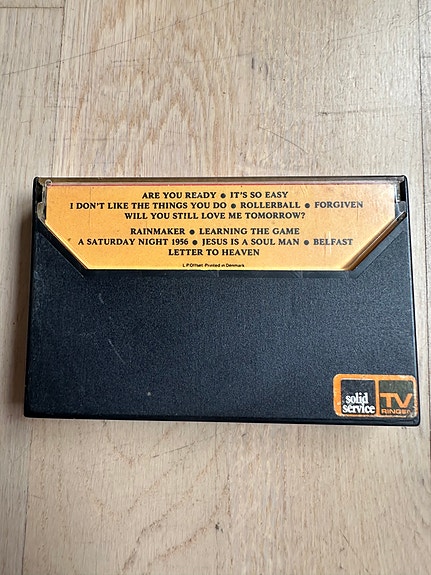 ARE YOU READY ● IT'S SO EASY
I DON'T LIKE THE THINGS YOU DO ● ROLLERBALL ● FORGIVEN
WILL YOU STILL LOVE ME TOMORROW?
RAINMAKER ● LEARNING THE GAME
A SATURDAY NIGHT 1956 ● JESUS IS A SOUL MAN ● BELFAST
LETTER TO HEAVEN
L.P.Offset-Printed in Denmark
solid
service
TV
RINGEN